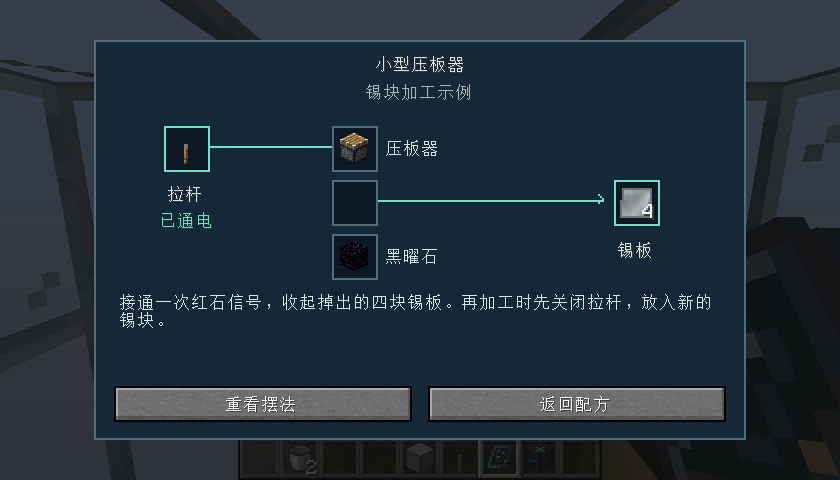 小型压板器
锡块加工示例
压板器
拉杆
已通电
4
锡板
黑曜石
接通一次红石信号，收起掉出的四块锡板。再加工时先关闭拉杆，放入新的
锡块。
重看摆法
返回配方
2